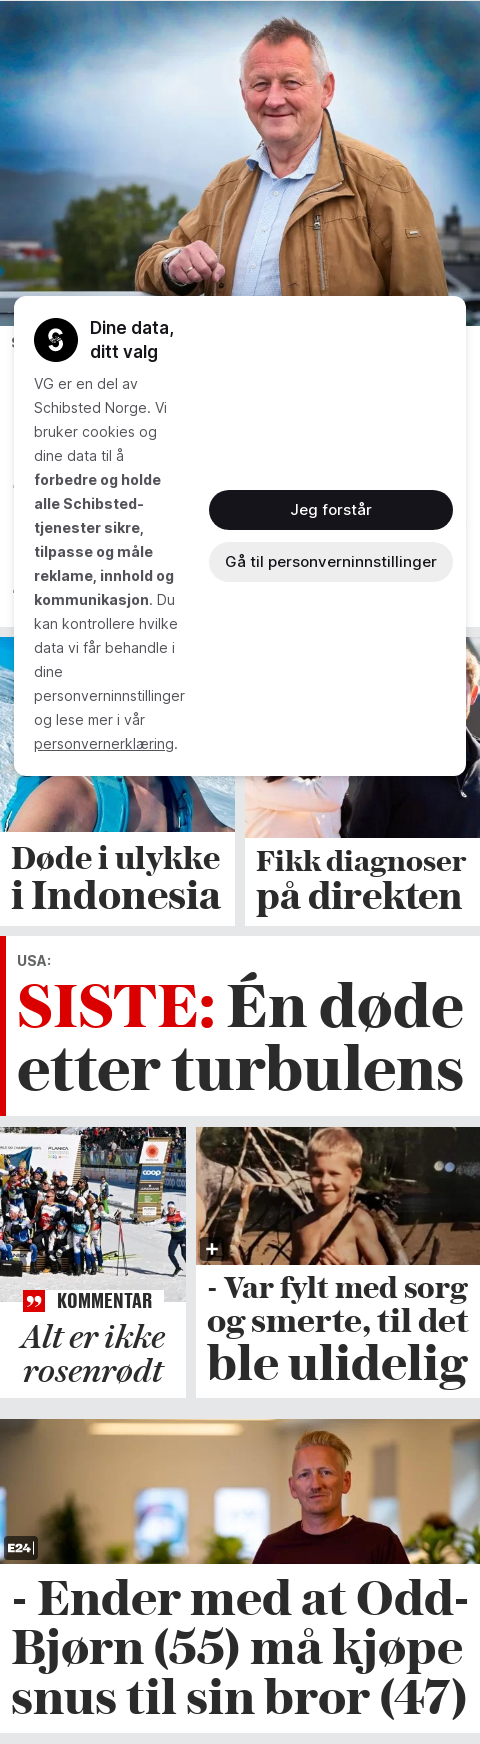 Dine data,
ditt valg
VG er en del av
Schibsted Norge. Vi
bruker cookies og
dine data til å
forbedre og holde
alle Schibsted-
tjenester sikre,
tilpasse og måle
reklame, innhold og
kommunikasjon. Du
kan kontrollere hvilke
data vi får behandle i
dine
personverninnstillinger
og lese mer i vår
personvernerklæring.
Jeg forstår
Gå til personverninnstillinger
Døde i ulykke
i Indonesia
Fikk diagnoser
på direkten
USA:
SISTE: Én døde
etter turbulens
PLANICA
coop
KOMMENTAR
Alt er ikke
rosenrødt
- Var fylt med sorg
og smerte, til det
ble ulidelig
E24
- Ender med at Odd-
Bjørn (55) må kjøpe
snus til sin bror (47)